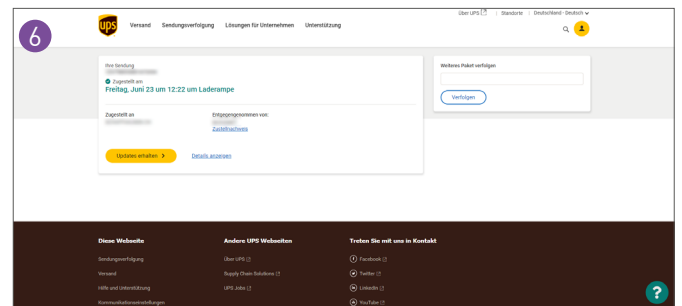 6
Über UPS
Standorte
Deutschland - Deutsch
ups
Versand
Sendungsverfolgung
Lösungen für Unternehmen
Unterstützung
Ihre Sendung
Zugestellt am
Freitag, Juni 23 um 12:22 um Laderampe
Zugestellt an
Entgegengenommen von:
Zustellnachweis
Updates erhalten
Details anzeigen
Weiteres Paket verfolgen
Verfolgen
Diese Webseite
Sendungsverfolgung
Versand
Hilfe und Unterstützung
Kommunikationseinstellungen
Andere UPS Webseiten
Über UPS
Supply Chain Solutions
UPS Jobs
Treten Sie mit uns in Kontakt
Facebook
Twitter
LinkedIn
YouTube
?